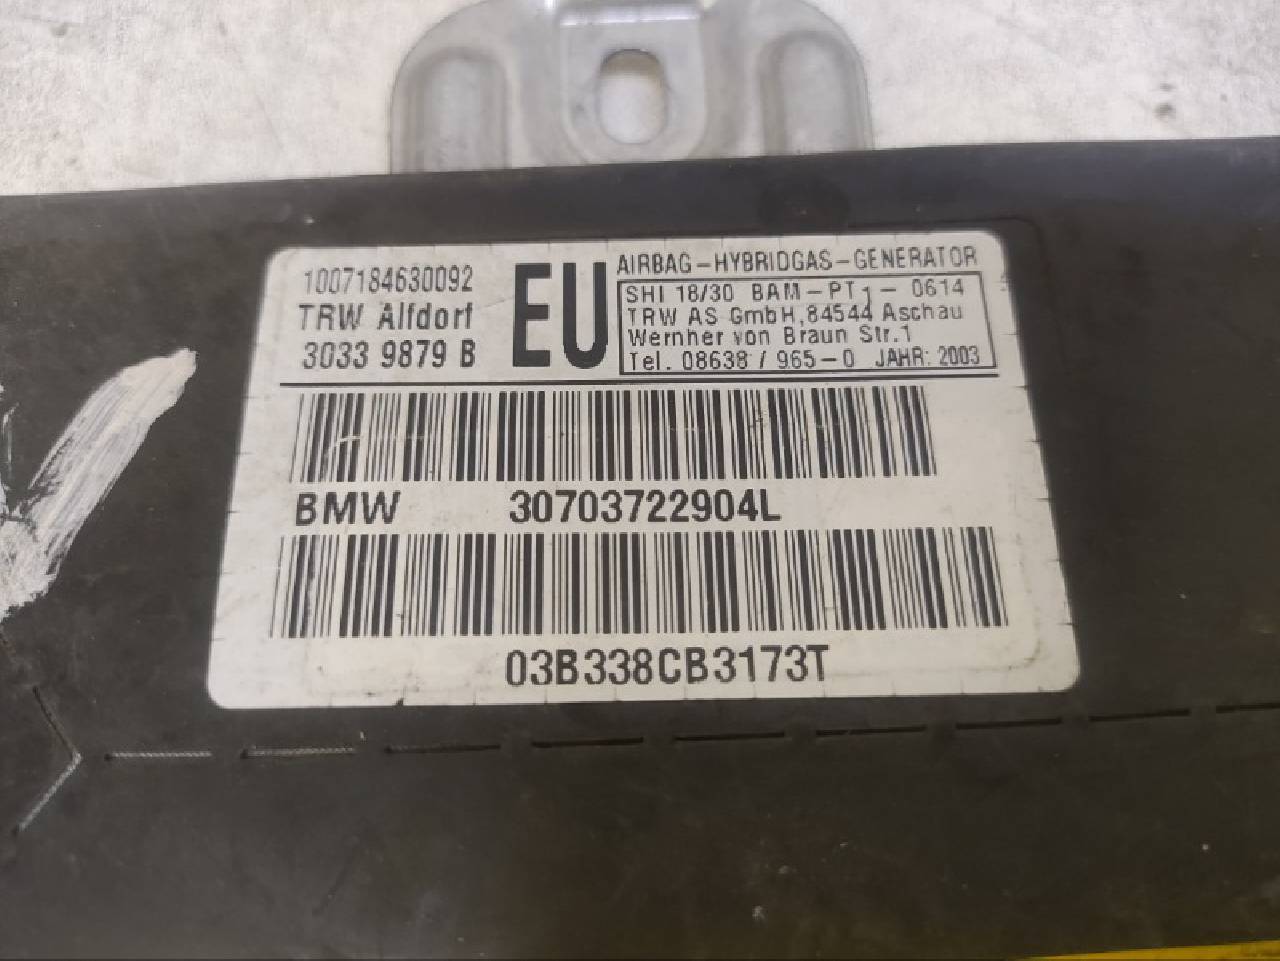 1007184630092
TRW Alfdorf
3033 9879 B
EU
AIRBAG-HYBRIDGAS-GENERATOR
SHI 18/30 BAM-PT1-0614
TRW AS GmbH,84544 Aschau
Wernher von Braun Str.1
Tel. 08638/965-0 JAHR: 2003
BMW 30703722904L
03B338CB3173T